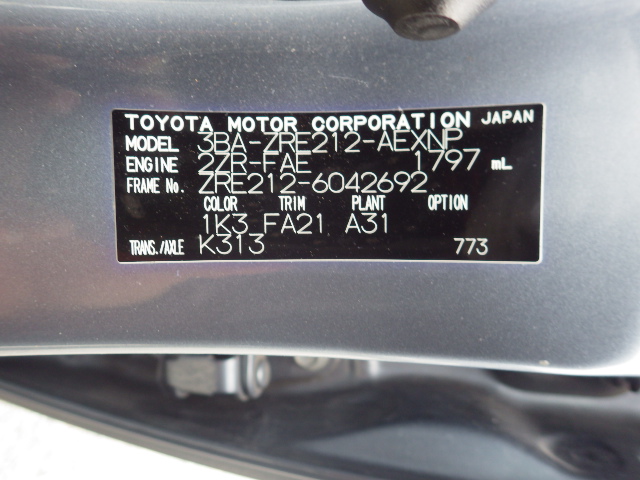 TOYOTA MOTOR CORPORATION JAPAN
MODEL 3BA-ZRE212-AEXNP
ENGINE 2ZR-FAE 1797 mL
FRAME No. ZRE212-6042692
COLOR TRIM PLANT OPTION
1K3 FA21 A31
TRANS./AXLE K313 773